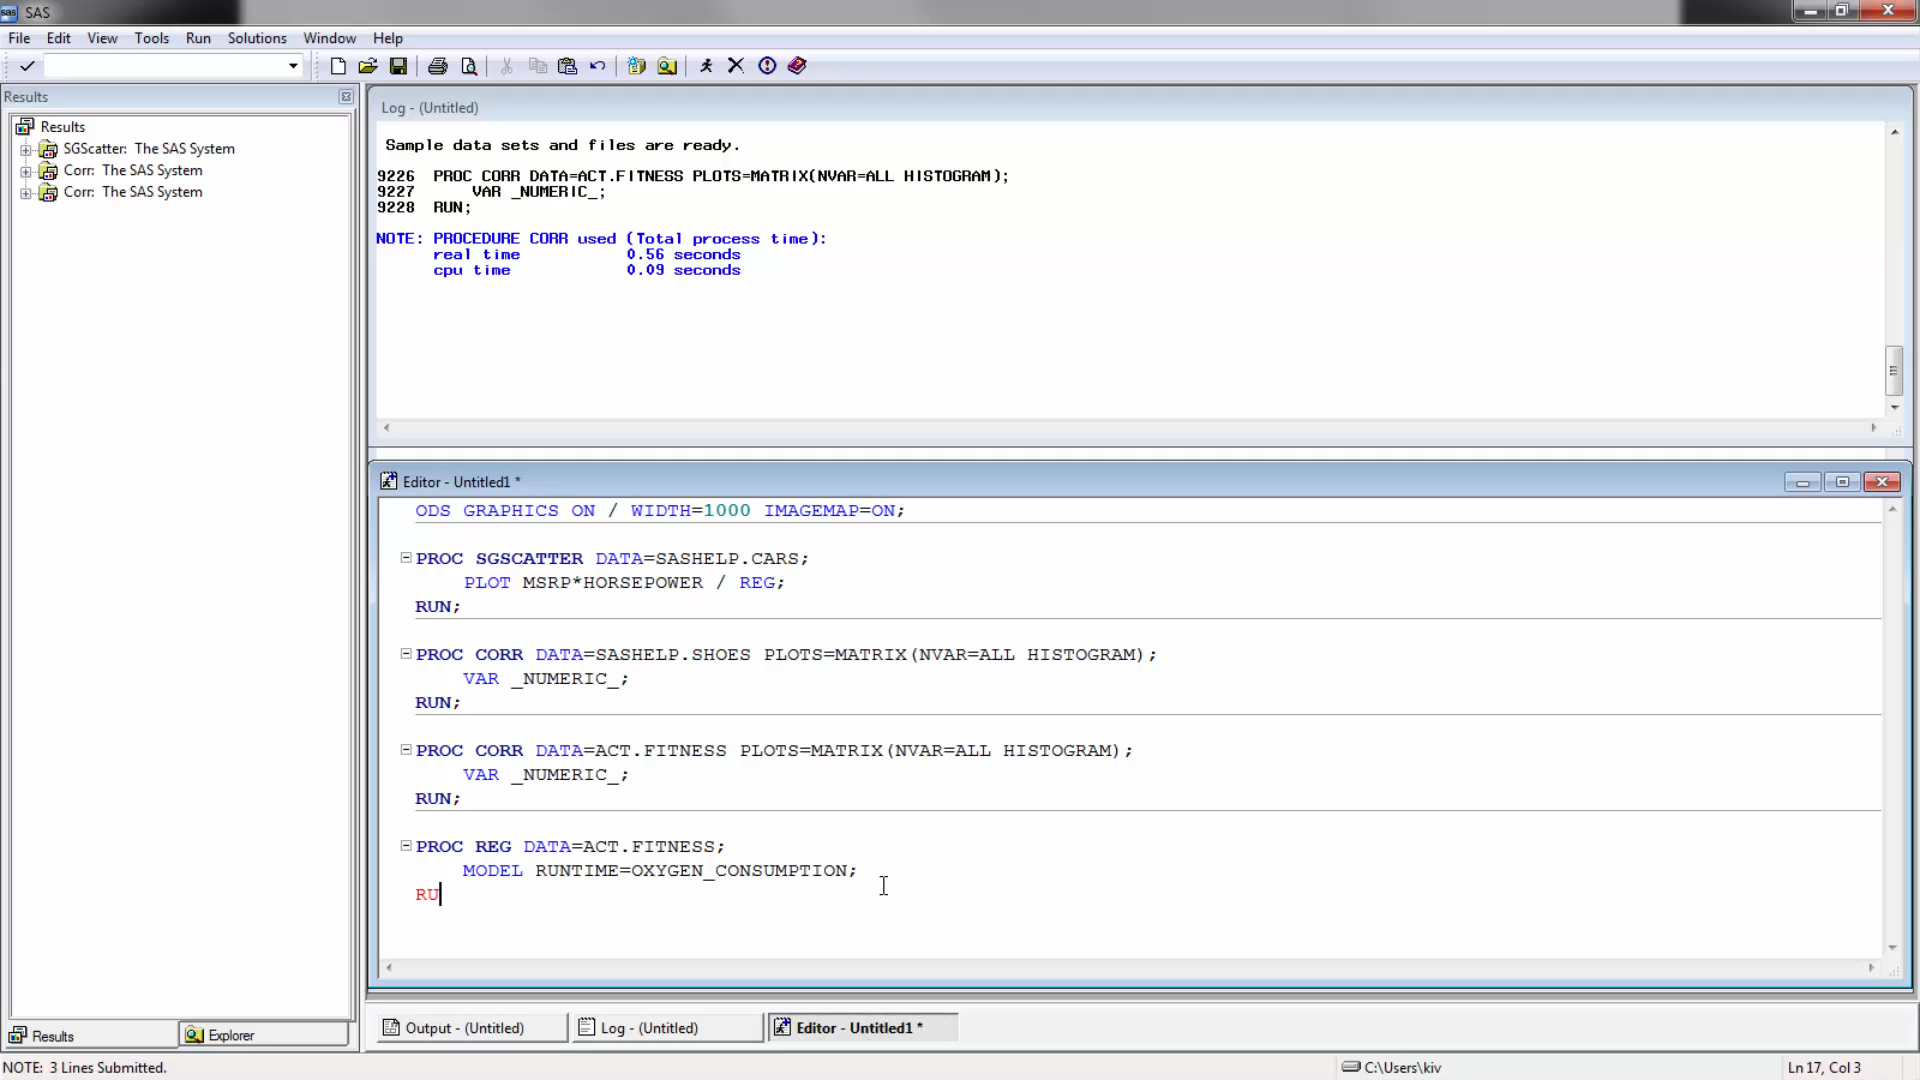 SAS
File Edit View Tools Run Solutions Window Help
Results
Results
SGScatter: The SAS System
Corr: The SAS System
Corr: The SAS System
Results
Explorer
Log - (Untitled)
Sample data sets and files are ready.
9226 PROC CORR DATA=ACT.FITNESS PLOTS=MATRIX(NVAR=ALL HISTOGRAM);
9227 VAR _NUMERIC_;
9228 RUN;
NOTE: PROCEDURE CORR used (Total process time):
real time 0.56 seconds
cpu time 0.09 seconds
Editor - Untitled1 *
ODS GRAPHICS ON / WIDTH=1000 IMAGEMAP=ON;
PROC SGSCATTER DATA=SASHELP.CARS;
PLOT MSRP*HORSEPOWER / REG;
RUN;
PROC CORR DATA=SASHELP.SHOES PLOTS=MATRIX(NVAR=ALL HISTOGRAM);
VAR _NUMERIC_;
RUN;
PROC CORR DATA=ACT.FITNESS PLOTS=MATRIX(NVAR=ALL HISTOGRAM);
VAR _NUMERIC_;
RUN;
PROC REG DATA=ACT.FITNESS;
MODEL RUNTIME=OXYGEN_CONSUMPTION;
RU
Output - (Untitled)
Log - (Untitled)
Editor - Untitled1 *
NOTE: 3 Lines Submitted.
C:\Users\kiv
Ln 17, Col 3